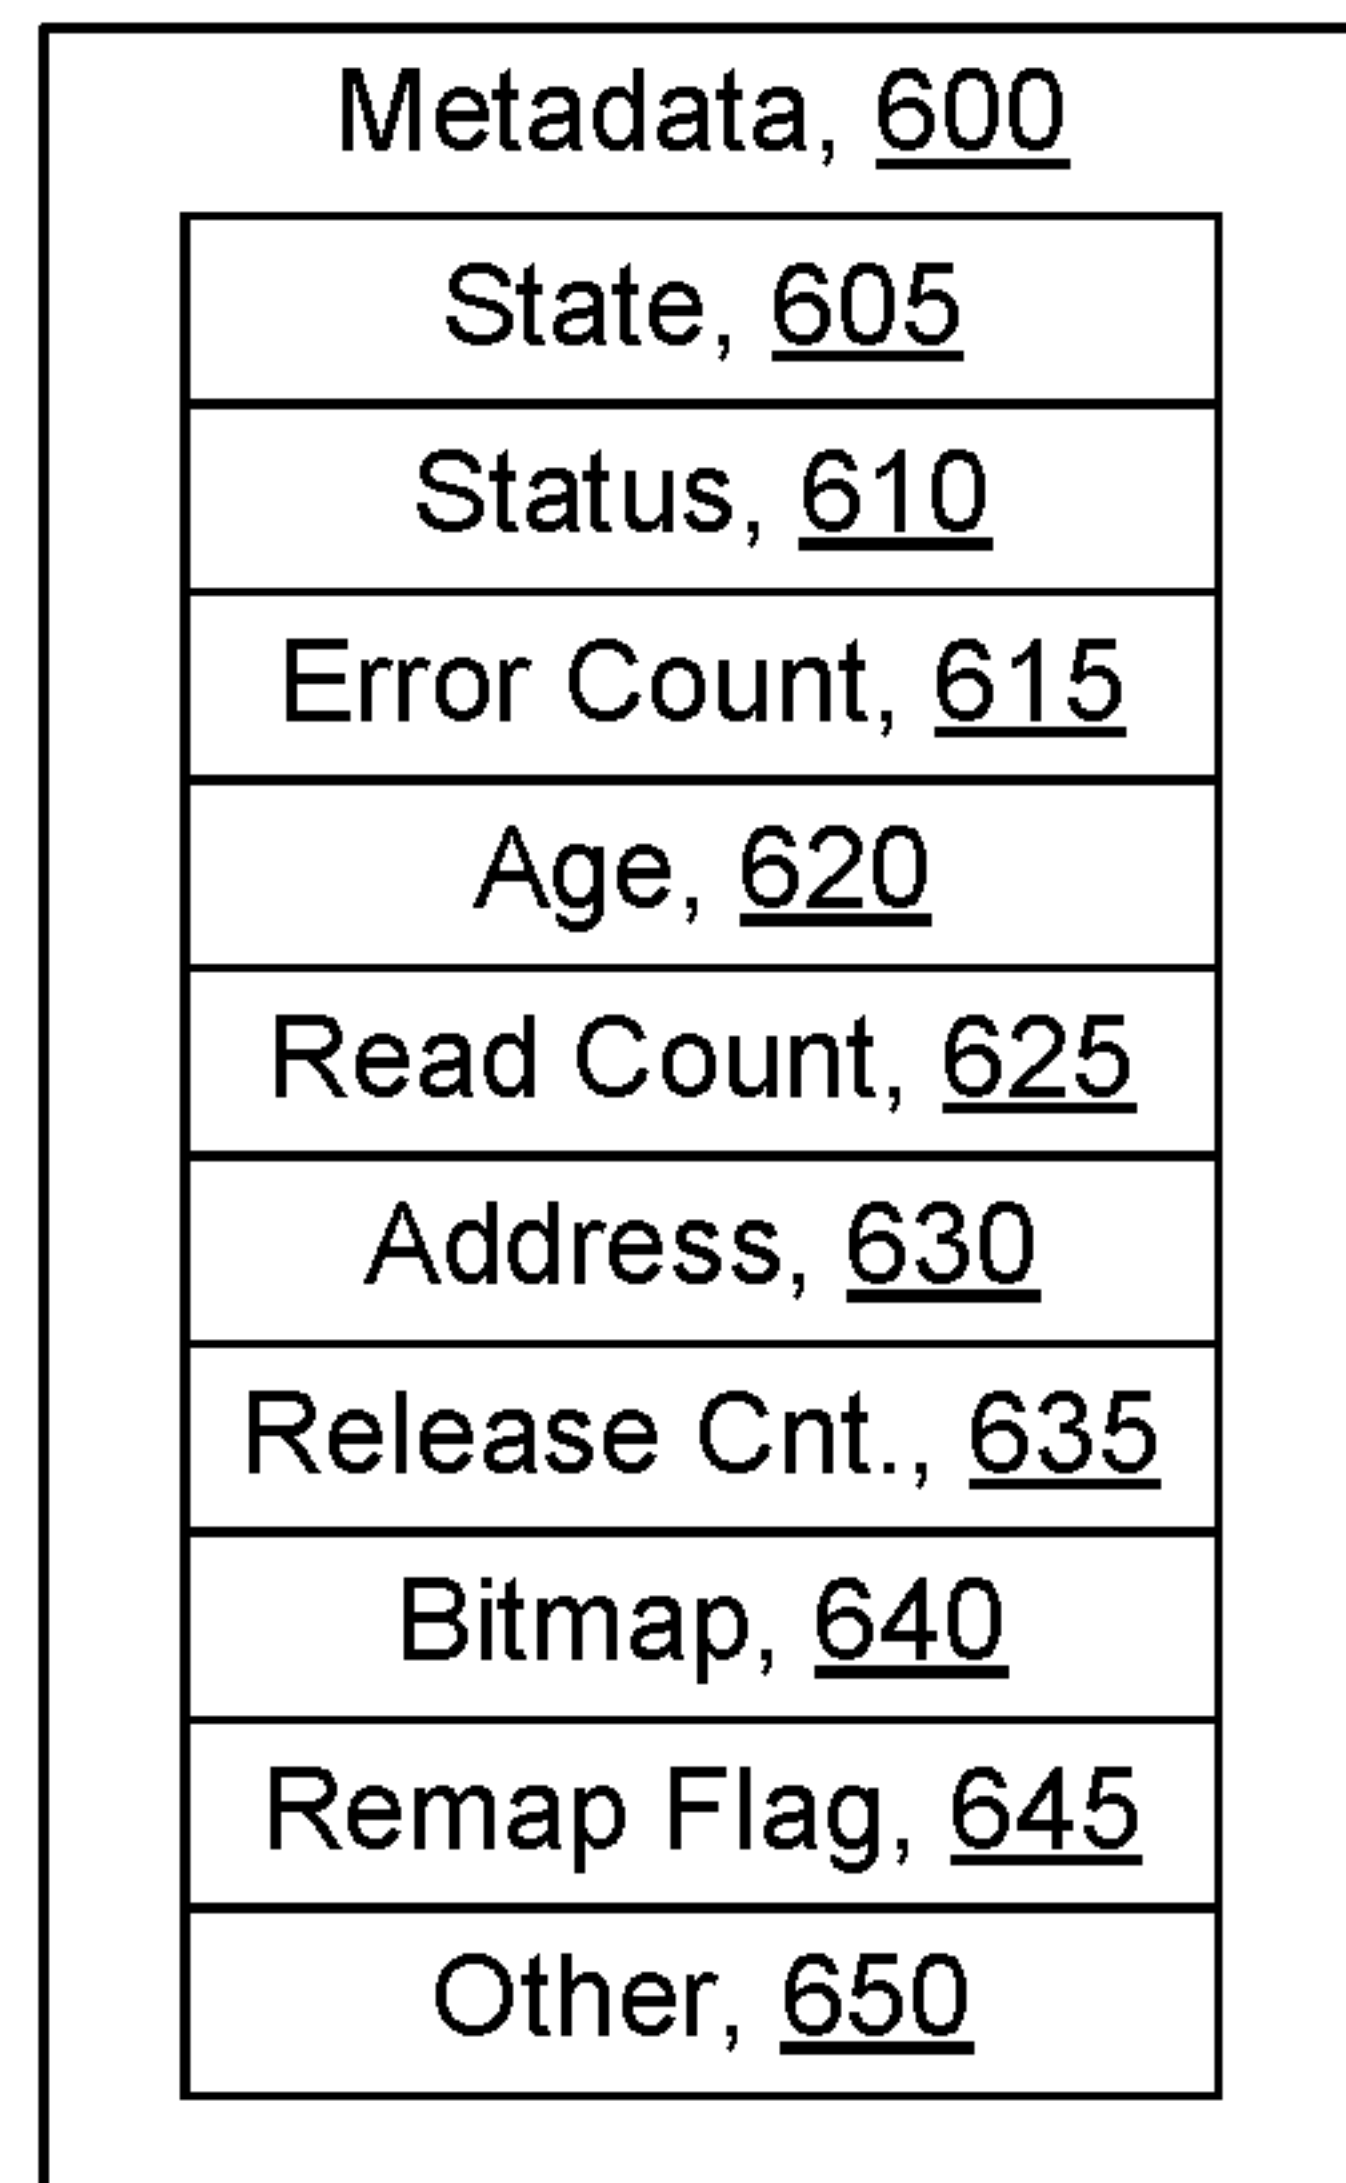 Metadata, 600
State, 605
Status, 610
Error Count, 615
Age, 620
Read Count, 625
Address, 630
Release Cnt., 635
Bitmap, 640
Remap Flag, 645
Other, 650